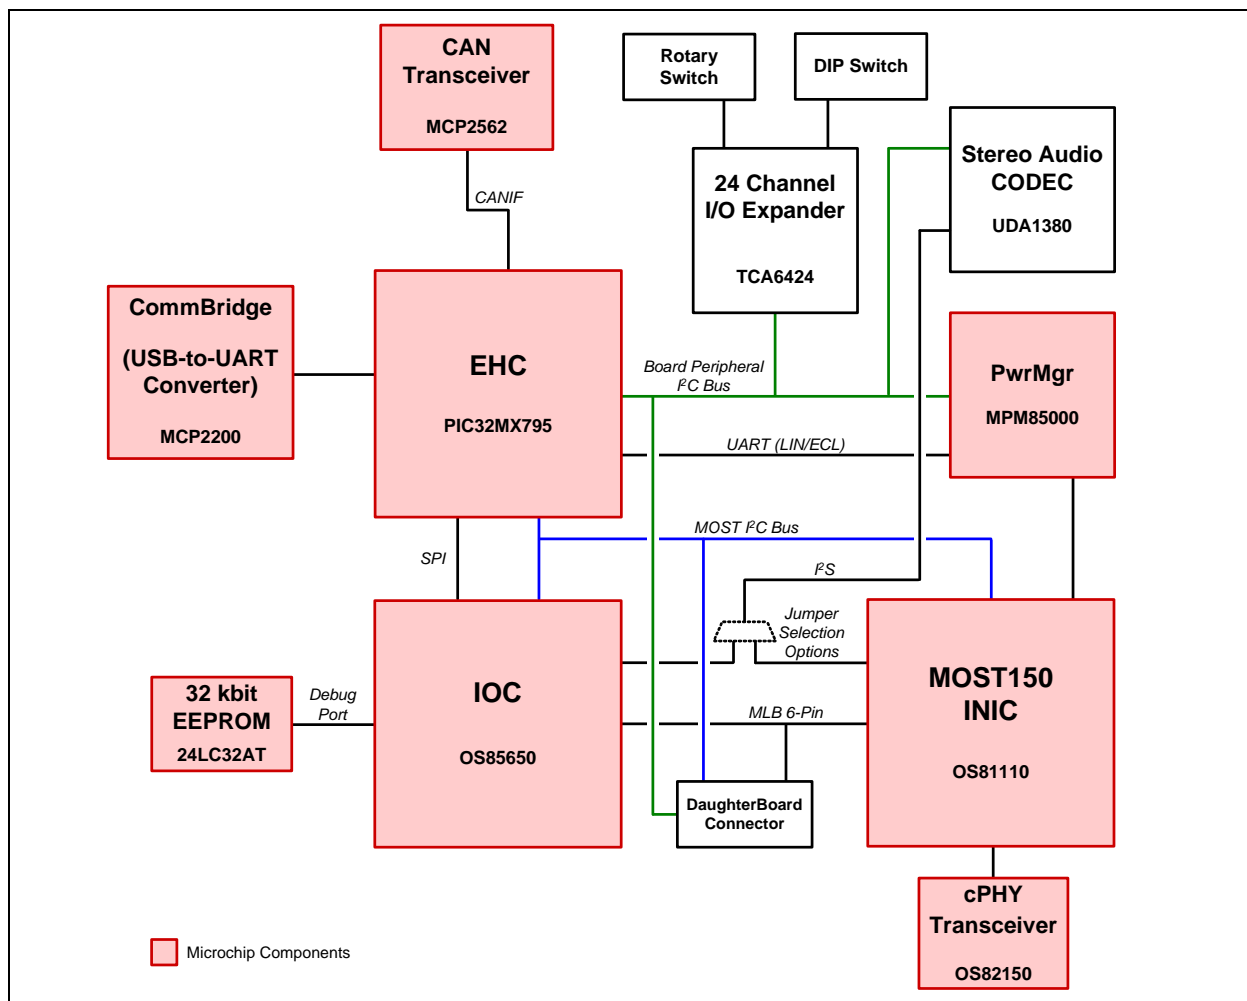 CAN
Transceiver
MCP2562
Rotary
Switch
DIP Switch
Stereo Audio
CODEC
UDA1380
24 Channel
I/O Expander
TCA6424
CANIF
CommBridge
(USB-to-UART
Converter)
MCP2200
EHC
PIC32MX795
Board Peripheral
I²C Bus
PwrMgr
MPM85000
UART (LIN/ECL)
MOST I²C Bus
SPI
I²S
Jumper
Selection
Options
IOC
OS85650
32 kbit
EEPROM
24LC32AT
Debug
Port
MLB 6-Pin
MOST150
INIC
OS81110
DaughterBoard
Connector
cPHY
Transceiver
OS82150
Microchip Components